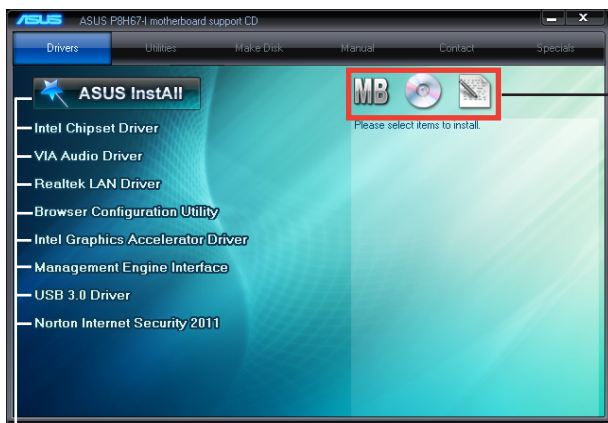 ASUS ASUS P8H67-I motherboard support CD
Drivers Utilities Make Disk Manual Contact Specials
ASUS InstAll
MB
Please select items to install.
Intel Chipset Driver
VIA Audio Driver
Realtek LAN Driver
Browser Configuration Utility
Intel Graphics Accelerator Driver
Management Engine Interface
USB 3.0 Driver
Norton Internet Security 2011